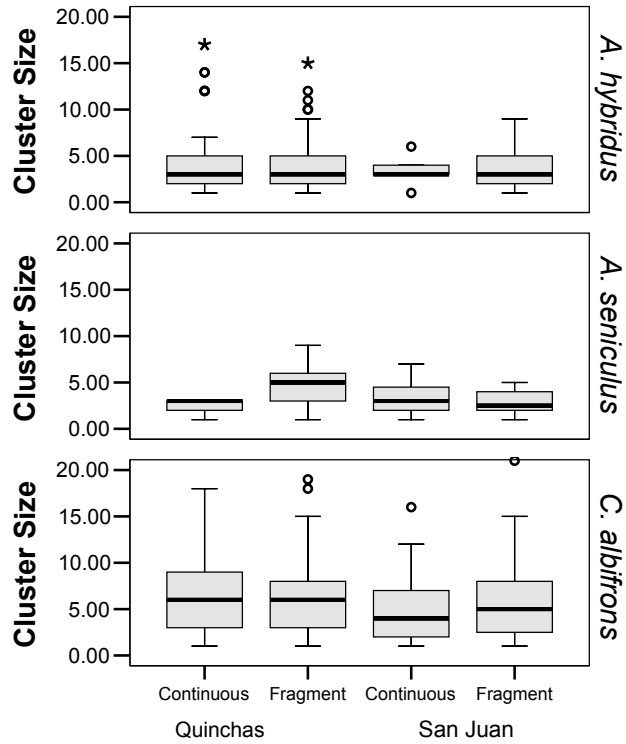 20.00
15.00
10.00
5.00
0.00
Cluster Size
A. hybridus
20.00
15.00
10.00
5.00
0.00
Cluster Size
A. seniculus
20.00
15.00
10.00
5.00
0.00
Cluster Size
C. albifrons
Continuous Fragment Continuous Fragment
Quinchas San Juan